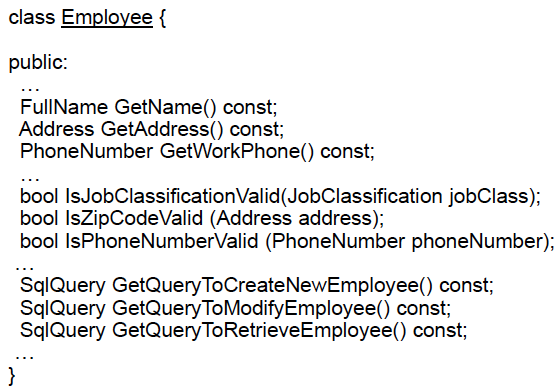 class Employee {
public:
…
FullName GetName() const;
Address GetAddress() const;
PhoneNumber GetWorkPhone() const;
…
bool IsJobClassificationValid(JobClassification jobClass);
bool IsZipCodeValid (Address address);
bool IsPhoneNumberValid (PhoneNumber phoneNumber);
…
SqlQuery GetQueryToCreateNewEmployee() const;
SqlQuery GetQueryToModifyEmployee() const;
SqlQuery GetQueryToRetrieveEmployee() const;
…
}